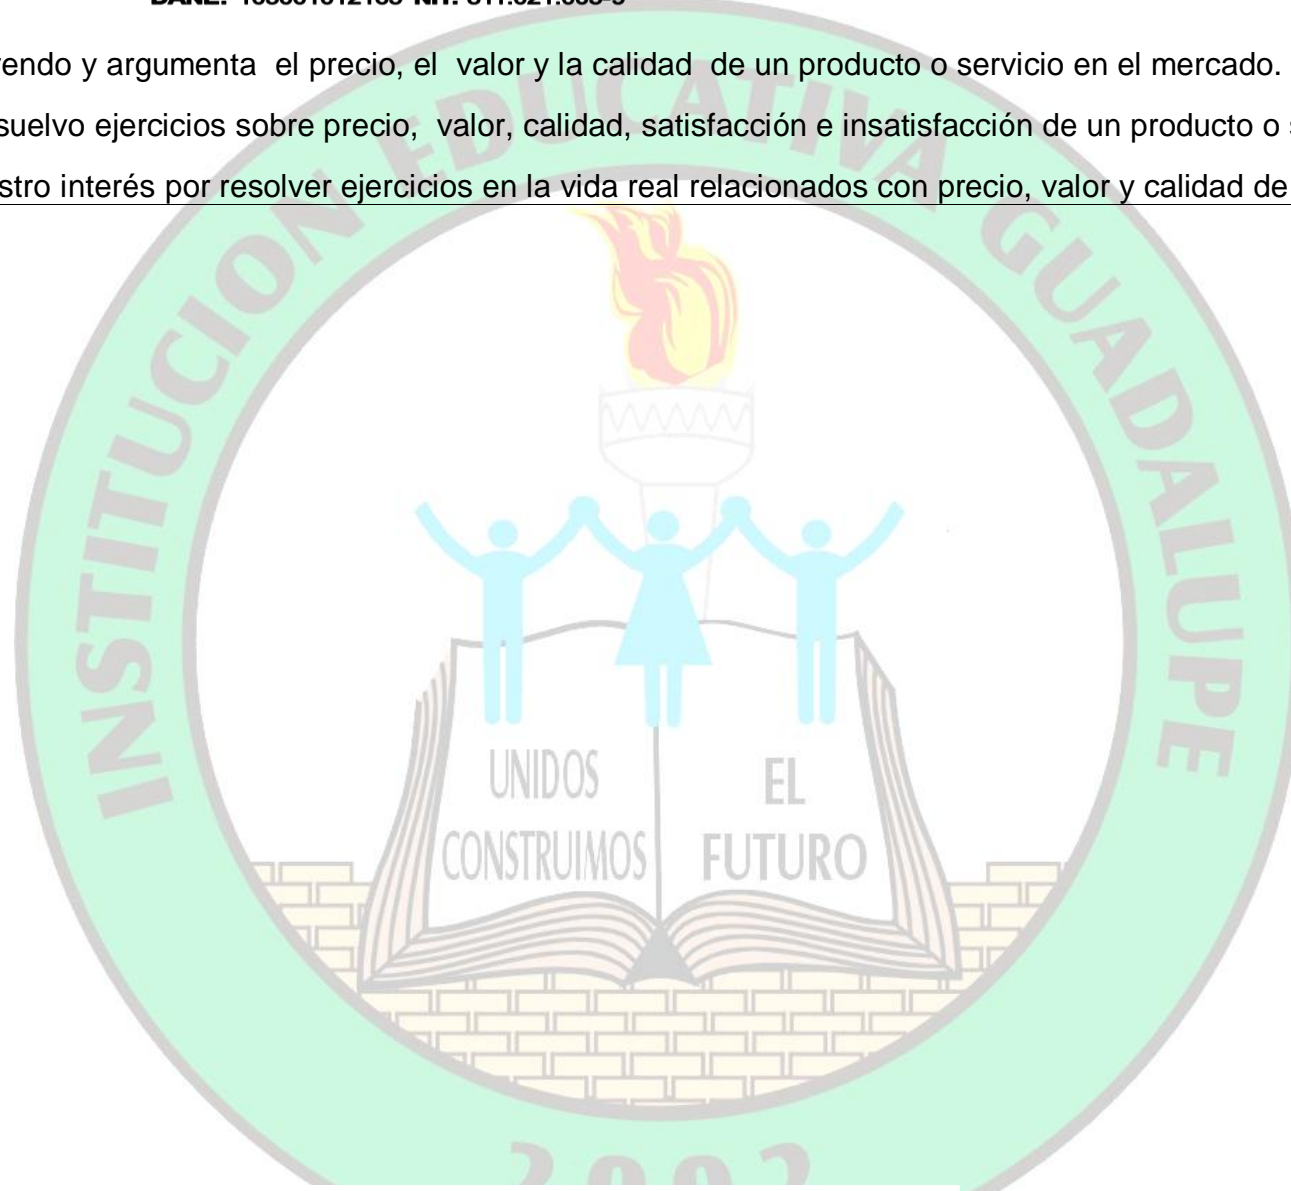 endo y argumenta  el precio, el  valor y la calidad  de un producto o servicio en el mercado.
suelvo ejercicios sobre precio,  valor, calidad, satisfacción e insatisfacción de un producto o
stro interés por resolver ejercicios en la vida real relacionados con precio, valor y calidad de
INSTITUCION EDUCATIVA GUADALUPE
UNIDOS
CONSTRUIMOS
EL
FUTURO